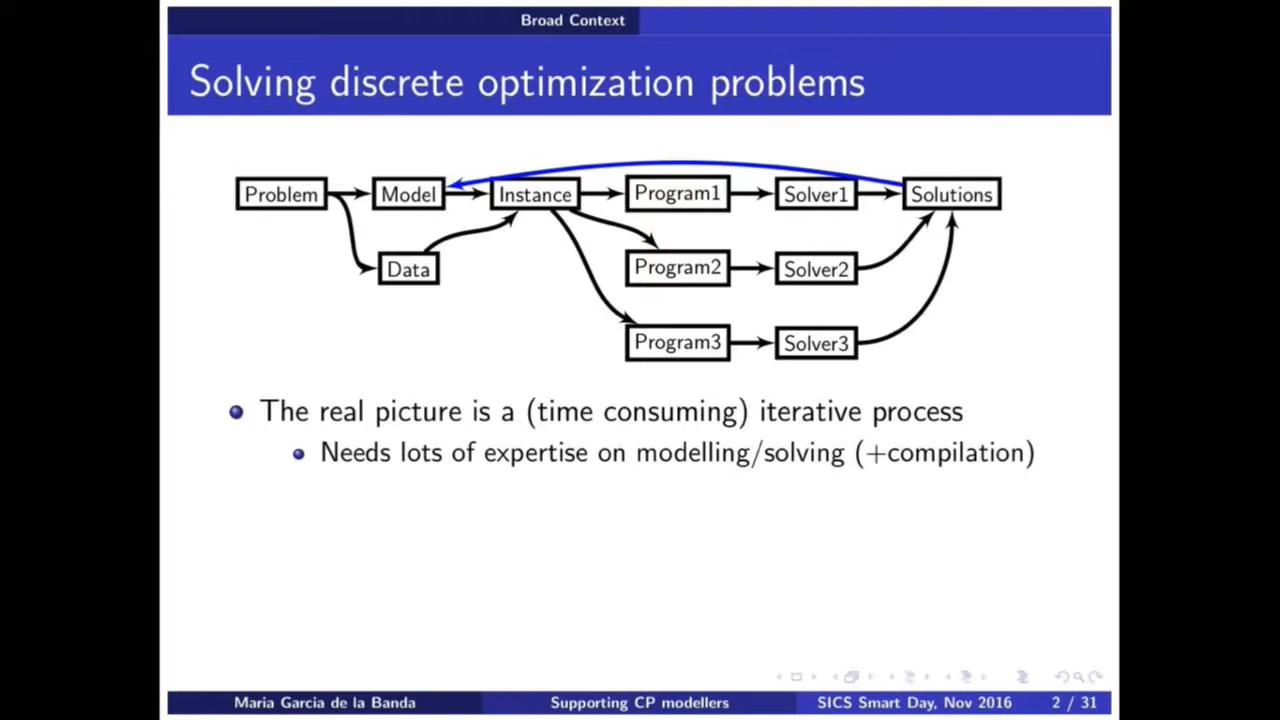 Broad Context
Solving discrete optimization problems
Problem Model Instance Program1 Solver1 Solutions
Data Program2 Solver2
Program3 Solver3
The real picture is a (time consuming) iterative process
Needs lots of expertise on modelling/solving (+compilation)
Maria Garcia de la Banda Supporting CP modellers SICS Smart Day, Nov 2016 2 / 31